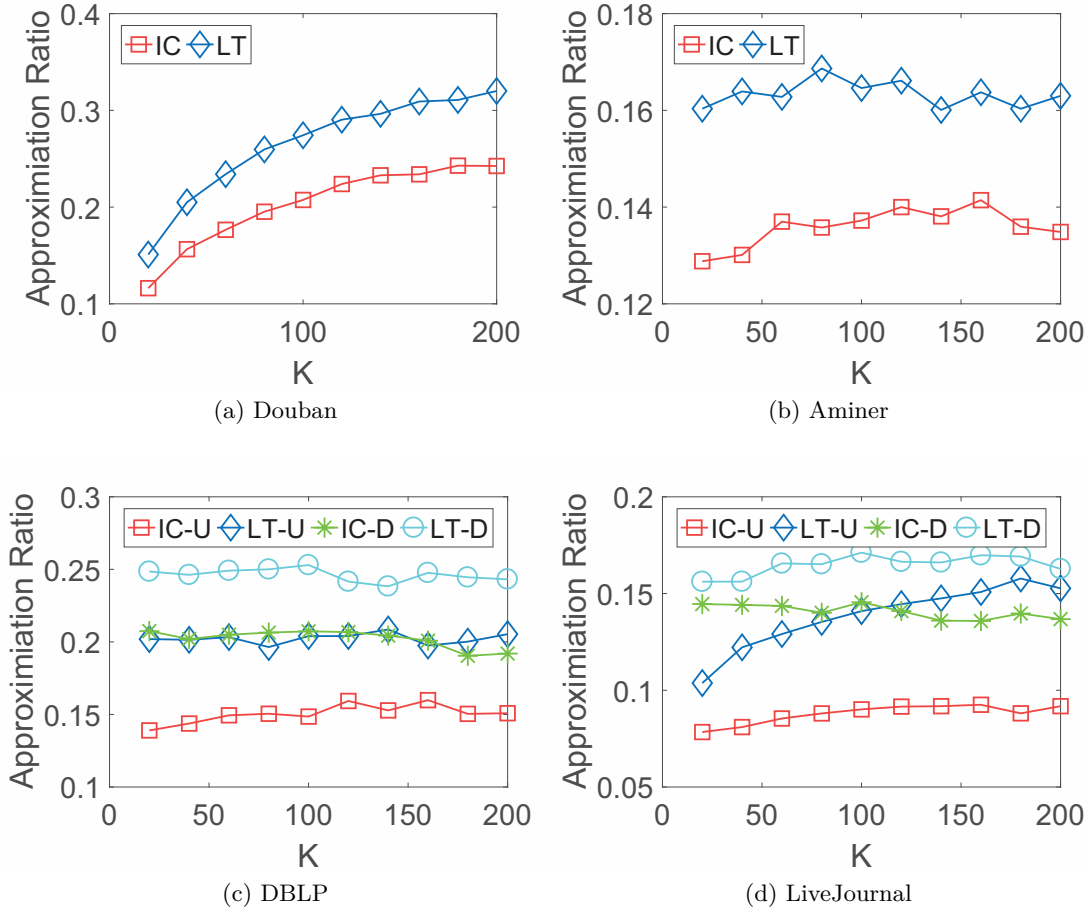 0.4
IC LT
0.3
0.2
0.1
0 100 200
Approximiation Ratio
K
(a) Douban
0.18
IC LT
0.16
0.14
0.12
0 50 100 150 200
Approximiation Ratio
K
(b) Aminer
0.3
IC-U LT-U IC-D LT-D
0.25
0.2
0.15
0.1
0 50 100 150 200
Approximiation Ratio
K
(c) DBLP
0.2
IC-U LT-U IC-D LT-D
0.15
0.1
0.05
0 50 100 150 200
Approximiation Ratio
K
(d) LiveJournal